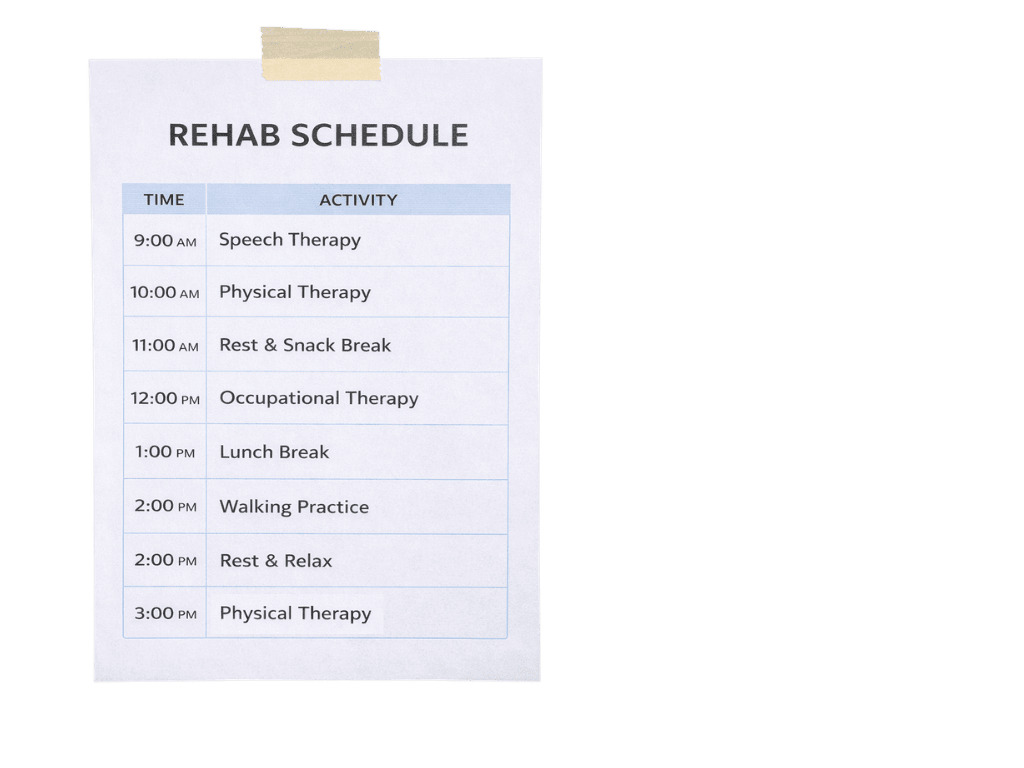 REHAB SCHEDULE
TIME ACTIVITY
9:00 AM Speech Therapy
10:00 AM Physical Therapy
11:00 AM Rest & Snack Break
12:00 PM Occupational Therapy
1:00 PM Lunch Break
2:00 PM Walking Practice
2:00 PM Rest & Relax
3:00 PM Physical Therapy